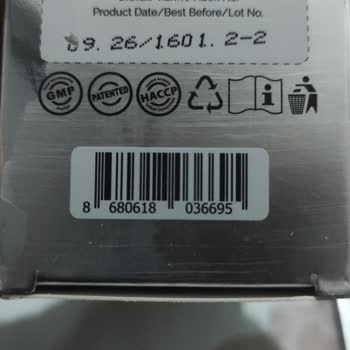 Product Date/Best Before/Lot No.
09.26/1601.2-2
GMP
PATENTED
HACCP
8 680618 036695